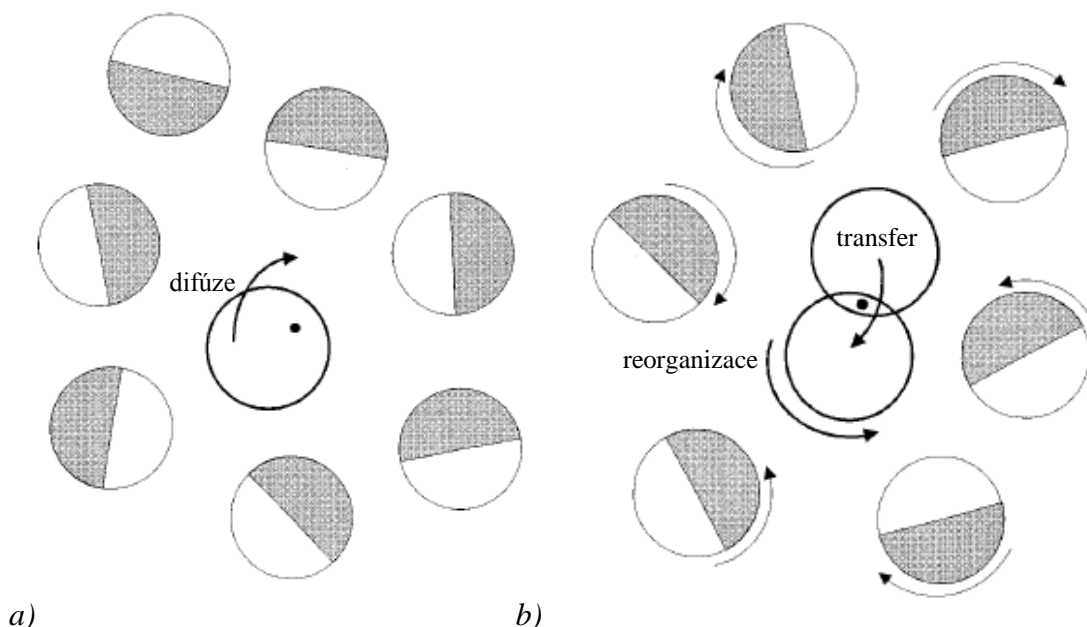 difúze
transfer
reorganizace
a)
b)